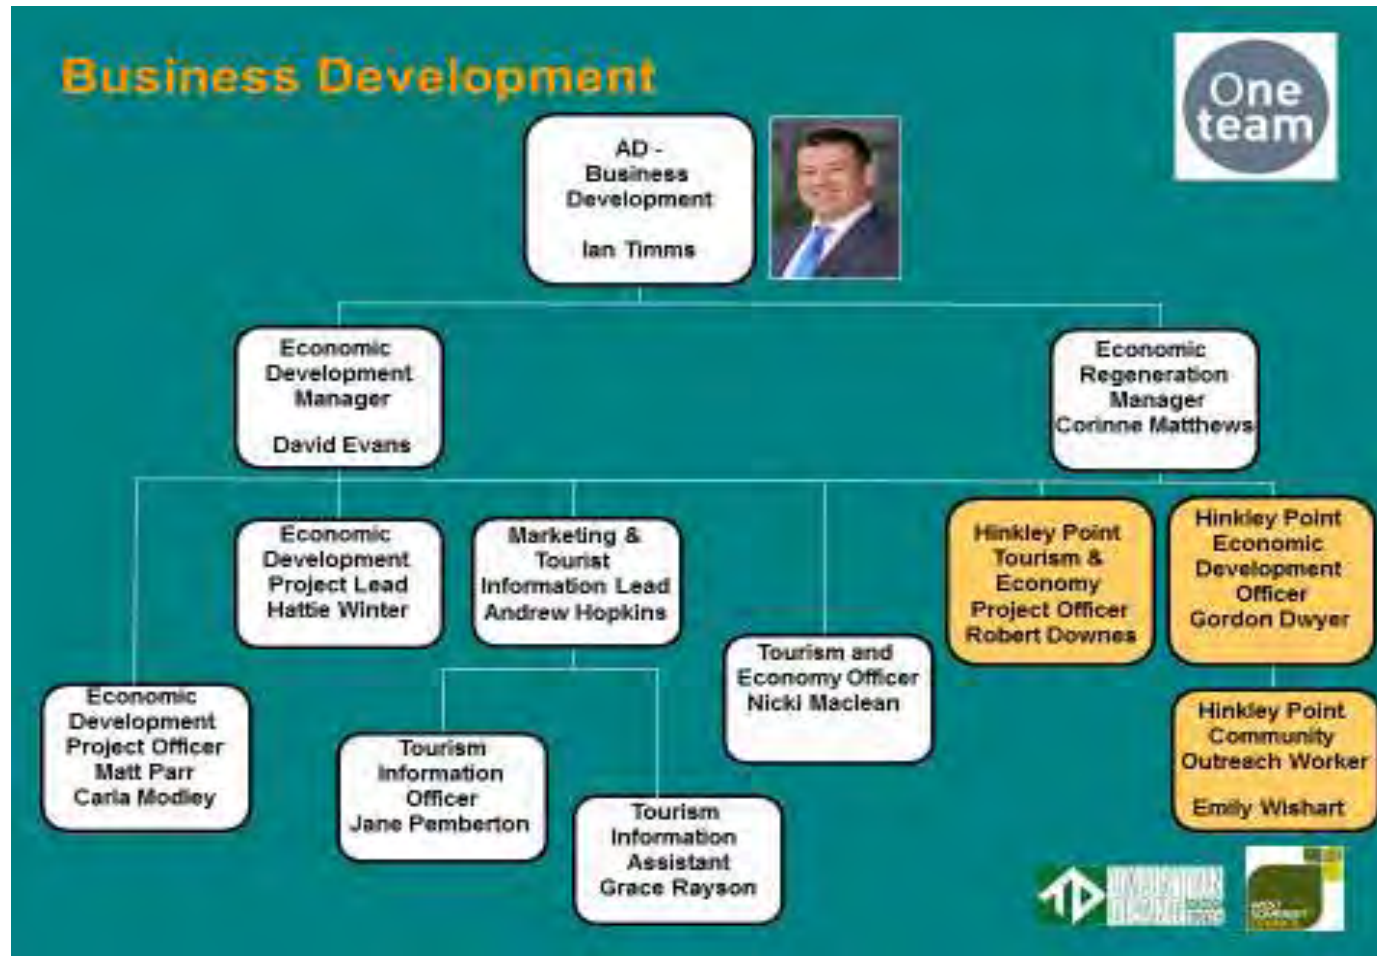 Business Development
One
team
AD -
Business
Development
Ian Timms
Economic
Development
Manager
David Evans
Economic
Regeneration
Manager
Corinne Matthews
Economic
Development
Project Lead
Hattie Winter
Marketing &
Tourist
Information Lead
Andrew Hopkins
Hinkley Point
Tourism &
Economy
Project Officer
Robert Downes
Hinkley Point
Economic
Development
Officer
Gordon Dwyer
Tourism and
Economy Officer
Nicki Maclean
Economic
Development
Project Officer
Matt Parr
Carla Modley
Tourism
Information
Officer
Jane Pemberton
Tourism
Information
Assistant
Grace Rayson
Hinkley Point
Community
Outreach Worker
Emily Wishart
WEST
SOMERSET